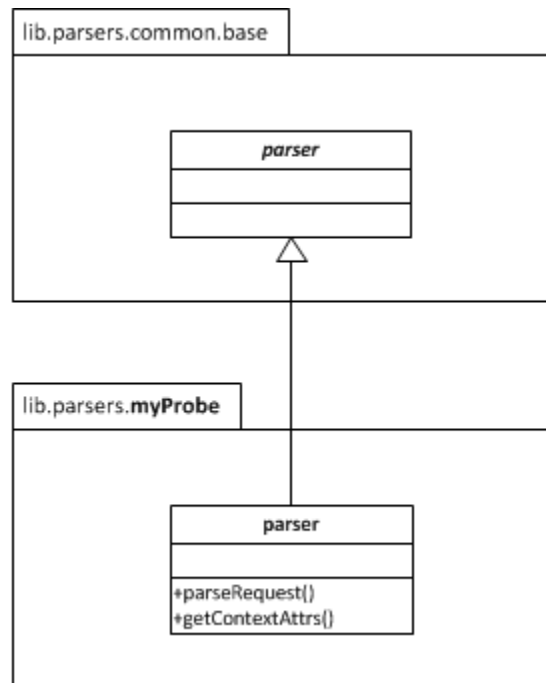 lib.parsers.common.base
parser
lib.parsers.myProbe
parser
+parseRequest()
+getContextAttrs()